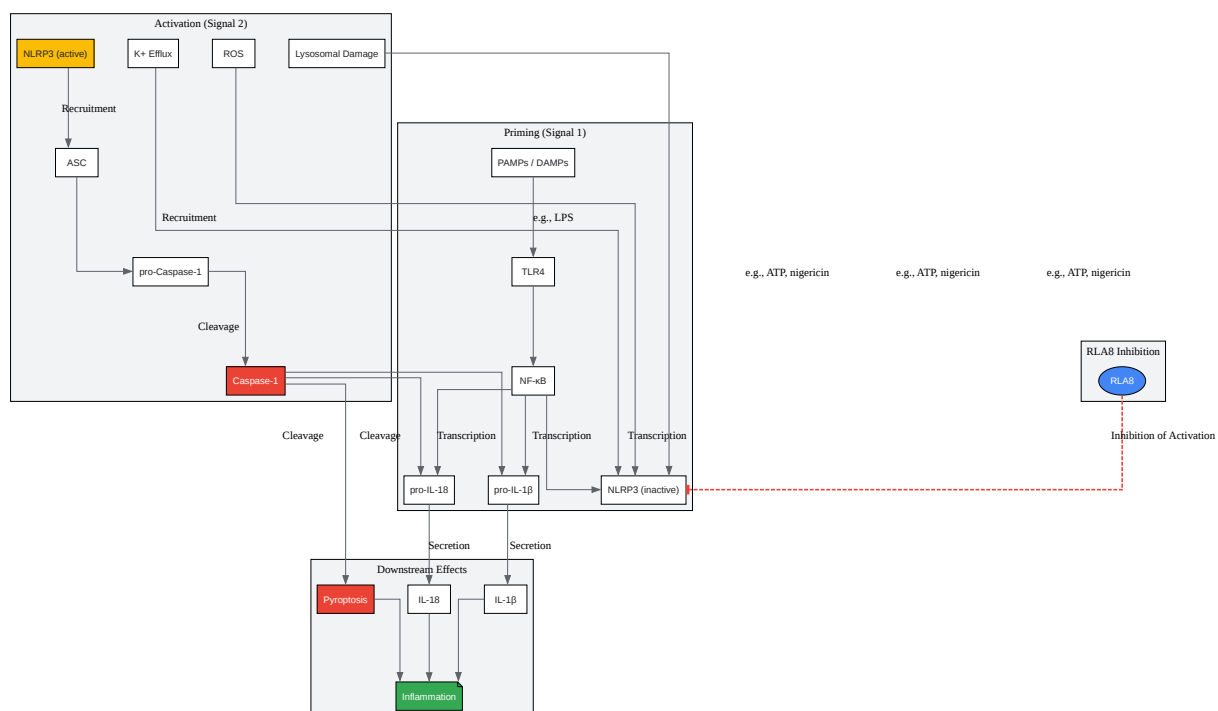 Activation (Signal 2)
NLRP3 (active)
K+ Efflux
ROS
Lysosomal Damage
Recruitment
Priming (Signal 1)
ASC
PAMPs / DAMPs
Recruitment
e.g., LPS
pro-Caspase-1
TLR4
e.g., ATP, nigericin
e.g., ATP, nigericin
e.g., ATP, nigericin
Cleavage
RLA8 Inhibition
Caspase-1
NF-κB
RLA8
Cleavage
Cleavage
Transcription
Transcription
Transcription
Inhibition of Activation
pro-IL-18
pro-IL-1β
NLRP3 (inactive)
Secretion
Secretion
Downstream Effects
Pyroptosis
IL-18
IL-1β
Inflammation